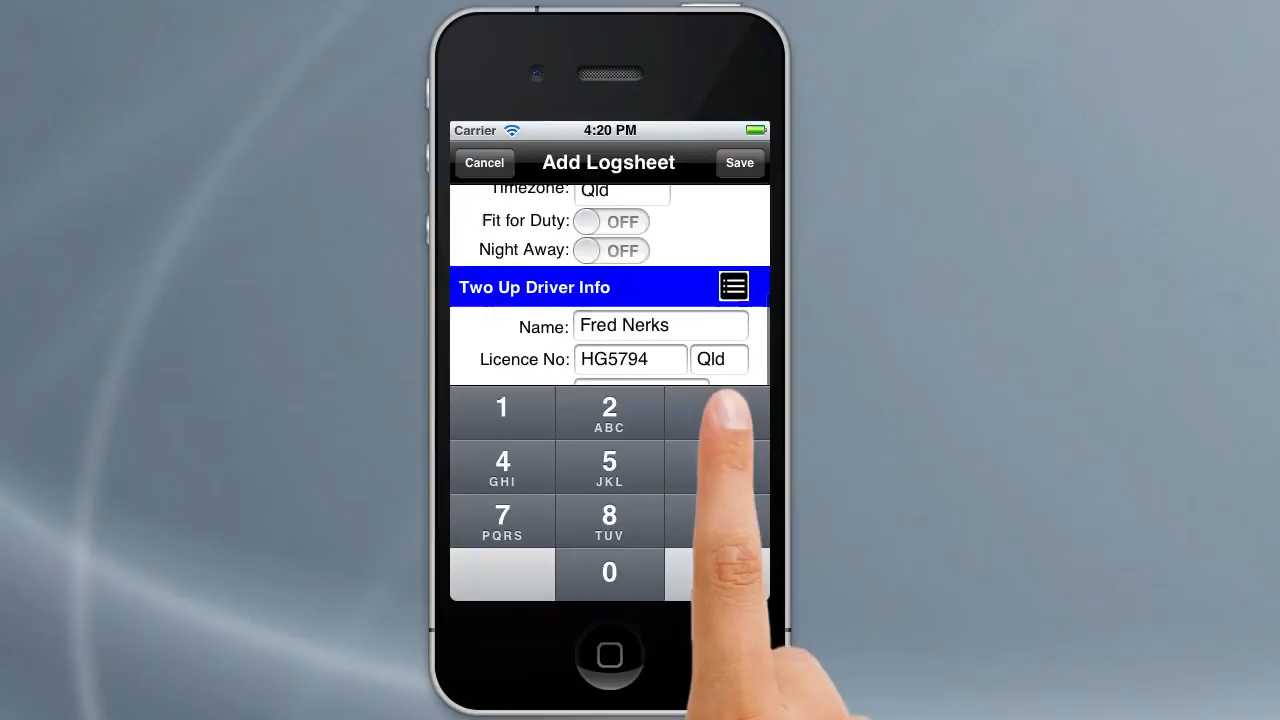 Carrier 4:20 PM
Cancel Add Logsheet Save
Timezone: Qld
Fit for Duty: OFF
Night Away: OFF
Two Up Driver Info
Name: Fred Nerks
Licence No: HG5794 Qld
1 2
ABC
4 5
GHI JKL
7 8
PQRS TUV
0